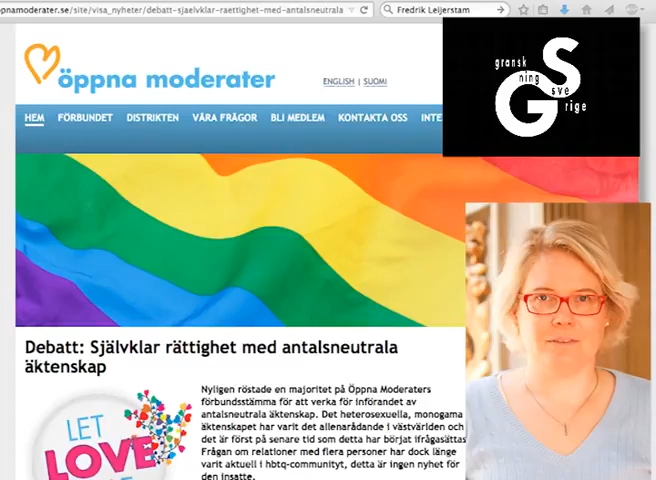 pnamoderater.se/site/visa_nyheter/debatt-sjaelvklar-raettighet-med-antalsneutrala
Fredrik Leijerstam
öppna moderater
ENGLISH | SUOMI
gransk
ning
sve
rige
GS
HEM FÖRBUNDET DISTRIKTEN VÅRA FRÅGOR BLI MEDLEM KONTAKTA OSS INTE
Debatt: Självklar rättighet med antalsneutrala
äktenskap
Nyligen röstade en majoritet på Öppna Moderaters
förbundsstämma för att verka för införandet av
antalsneutrala äktenskap. Det heterosexuella, monogama
äktenskapet har varit det allenarådande i västvärlden och
det är först på senare tid som detta har börjat ifrågasättas
Frågan om relationer med flera personer har dock länge
varit aktuell i hbtq-communityt, detta är ingen nyhet för
den insatte.
LET
LOVE